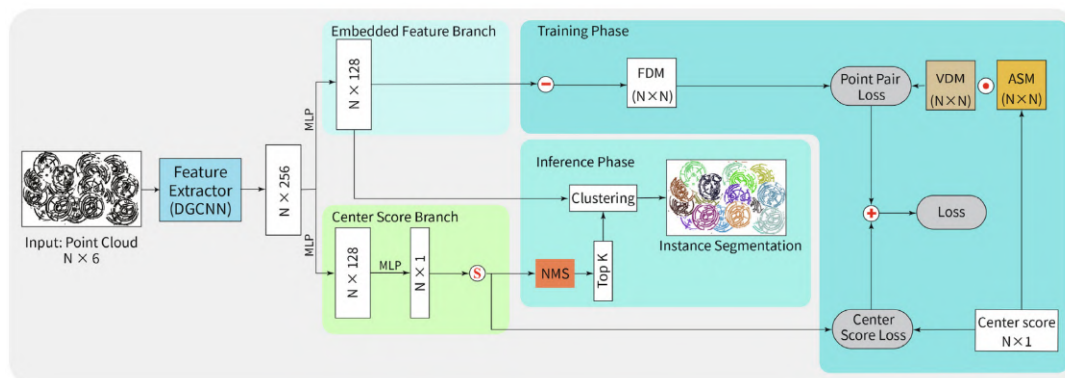 Embedded Feature Branch
N × 128
MLP
Training Phase
FDM
(N×N)
Point Pair
Loss
VDM
(N×N)
ASM
(N×N)
Input: Point Cloud
N × 6
Feature
Extractor
(DGCNN)
N × 256
Inference Phase
Clustering
Instance Segmentation
NMS
Top K
Loss
MLP
Center Score Branch
N × 128
MLP
N × 1
S
Center
Score Loss
Center score
N×1